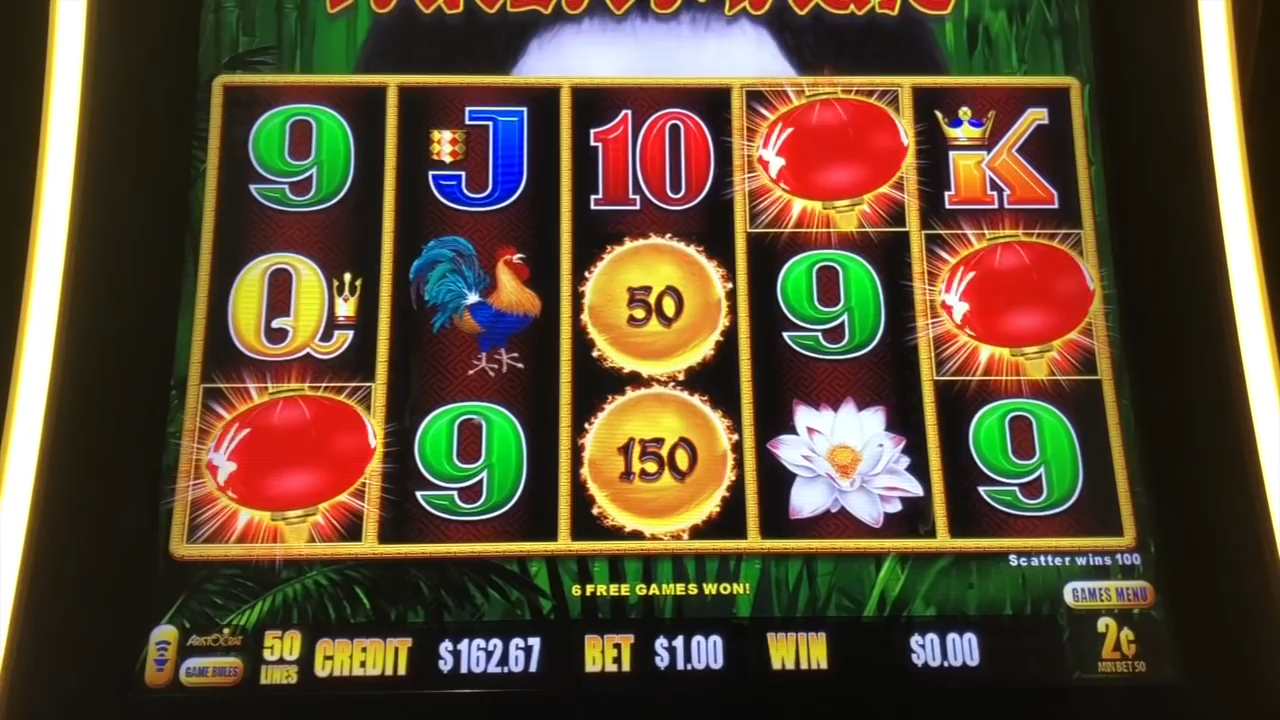 9 J 10 K
Q 50 9
9 150 9
Scatter wins 100
6 FREE GAMES WON!
GAMES MENU
ARISTOCRAT
GAME RULES
50 LINES
CREDIT $162.67 BET $1.00 WIN $0.00
2¢
MIN BET 50